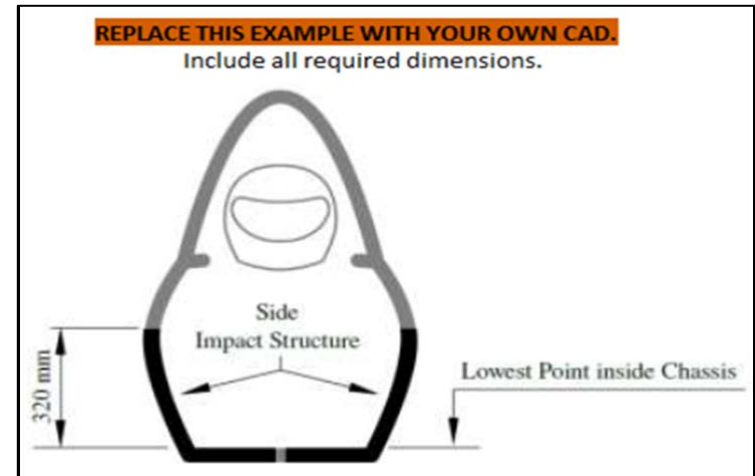 REPLACE THIS EXAMPLE WITH YOUR OWN CAD.
Include all required dimensions.
Side
Impact Structure
320 mm
Lowest Point inside Chassis